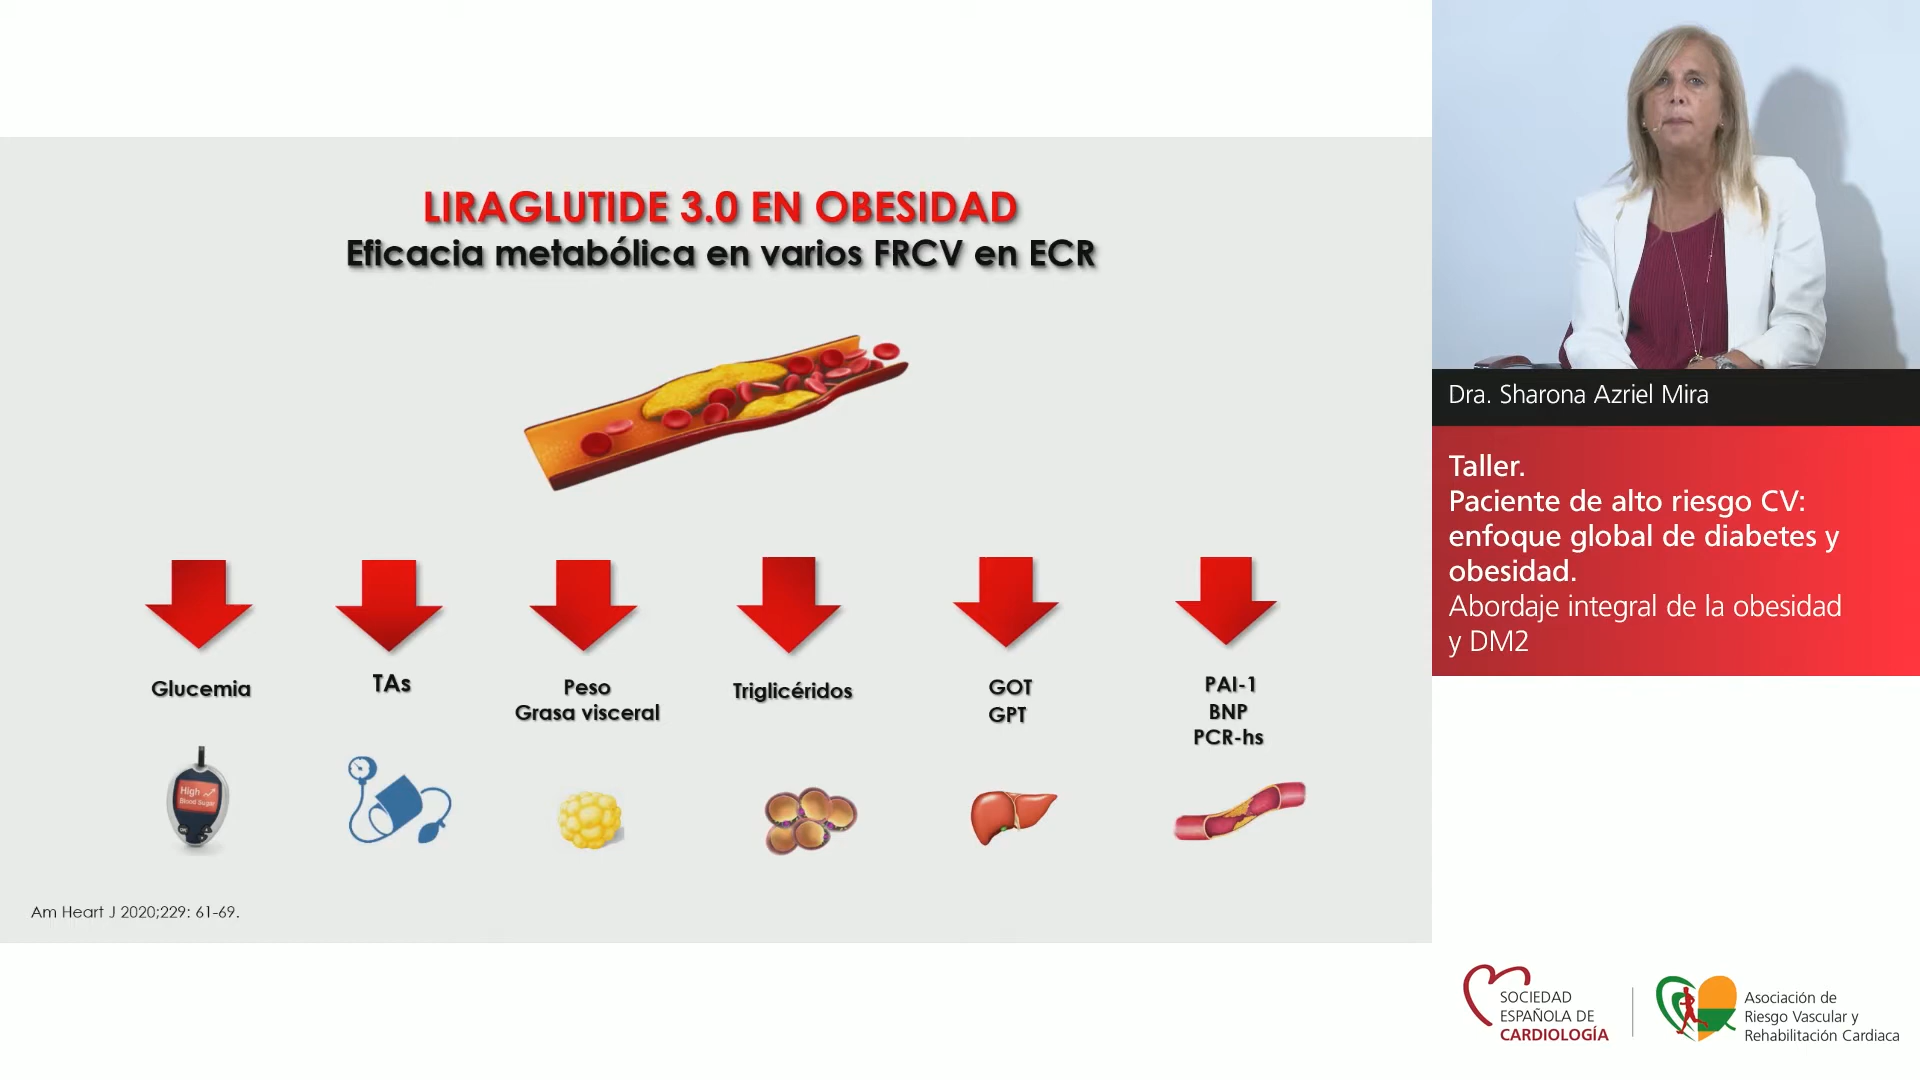 LIRAGLUTIDE 3.0 EN OBESIDAD
Eficacia metabólica en varios FRCV en ECR
Glucemia
TAs
Peso
Grasa visceral
Triglicéridos
GOT
GPT
PAI-1
BNP
PCR-hs
High
Blood Sugar
Am Heart J 2020;229: 61-69.
Dra. Sharona Azriel Mira
Taller.
Paciente de alto riesgo CV:
enfoque global de diabetes y
obesidad.
Abordaje integral de la obesidad
y DM2
SOCIEDAD
ESPAÑOLA DE
CARDIOLOGÍA
Asociación de
Riesgo Vascular y
Rehabilitación Cardiaca